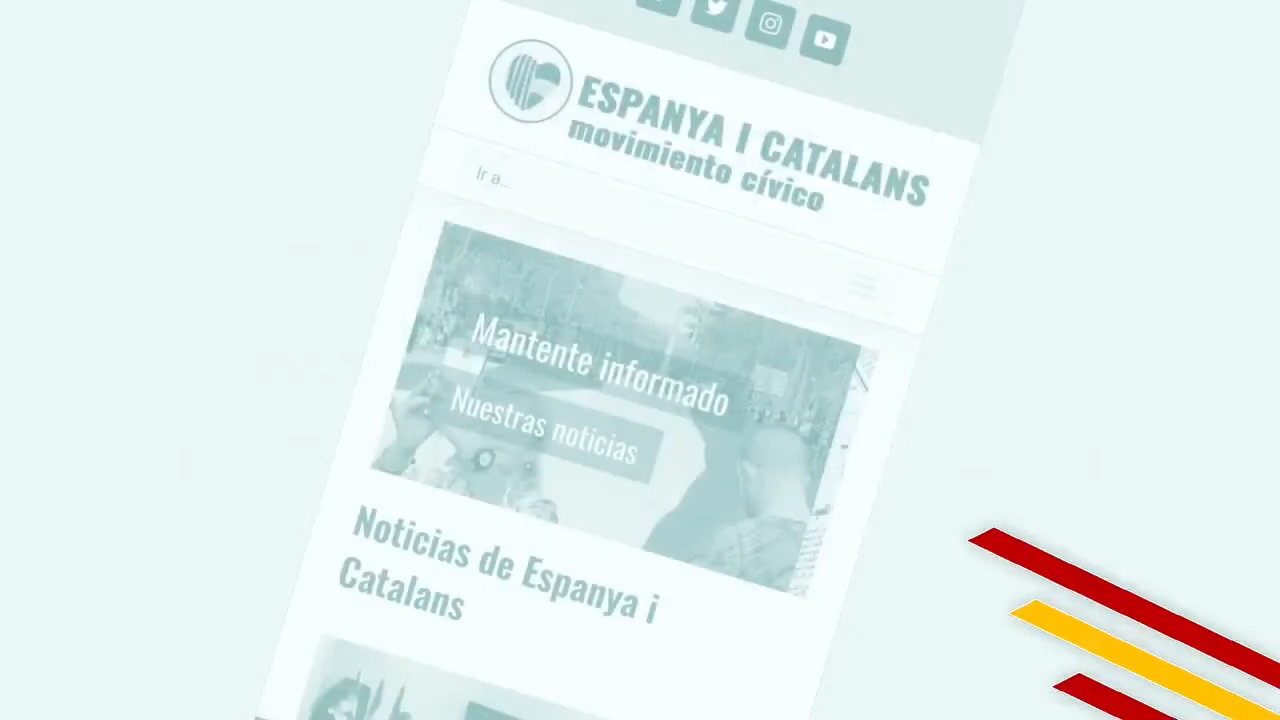 ESPANYA I CATALANS
movimiento cívico
Ir a...
Mantente informado
Nuestras noticias
Noticias de Espanya i
Catalans